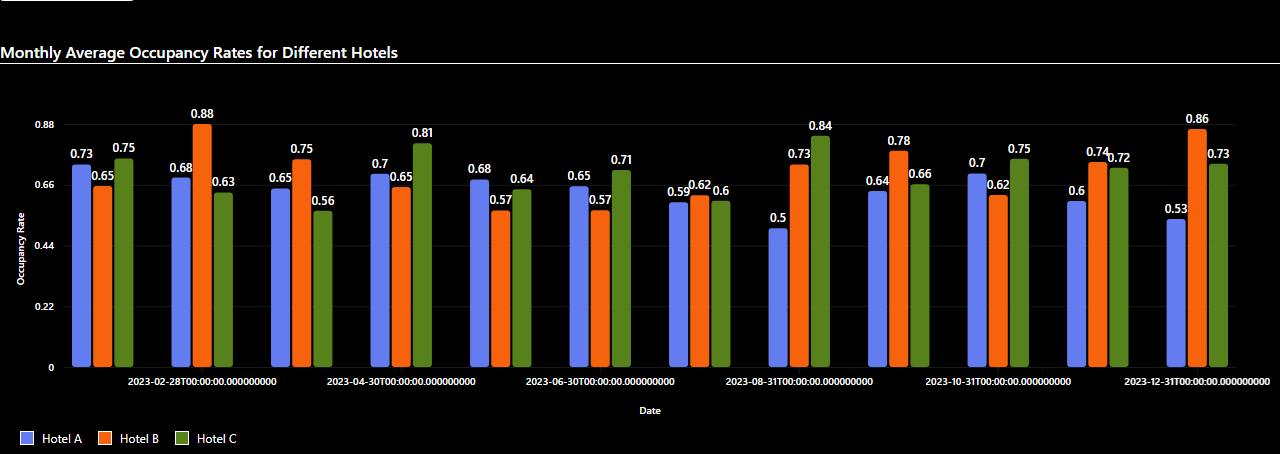 Monthly Average Occupancy Rates for Different Hotels
0.88
0.66
0.44
0.22
0
Occupancy Rate
0.73 0.65 0.75
0.68 0.88 0.63
0.65 0.75 0.56
0.7 0.65 0.81
0.68 0.57 0.64
0.65 0.57 0.71
0.59 0.62 0.6
0.5 0.73 0.84
0.64 0.78 0.66
0.7 0.62 0.75
0.6 0.74 0.72
0.53 0.86 0.73
2023-02-28T00:00:00.000000000 2023-04-30T00:00:00.000000000 2023-06-30T00:00:00.000000000 2023-08-31T00:00:00.000000000 2023-10-31T00:00:00.000000000 2023-12-31T00:00:00.000000000
Date
Hotel A Hotel B Hotel C